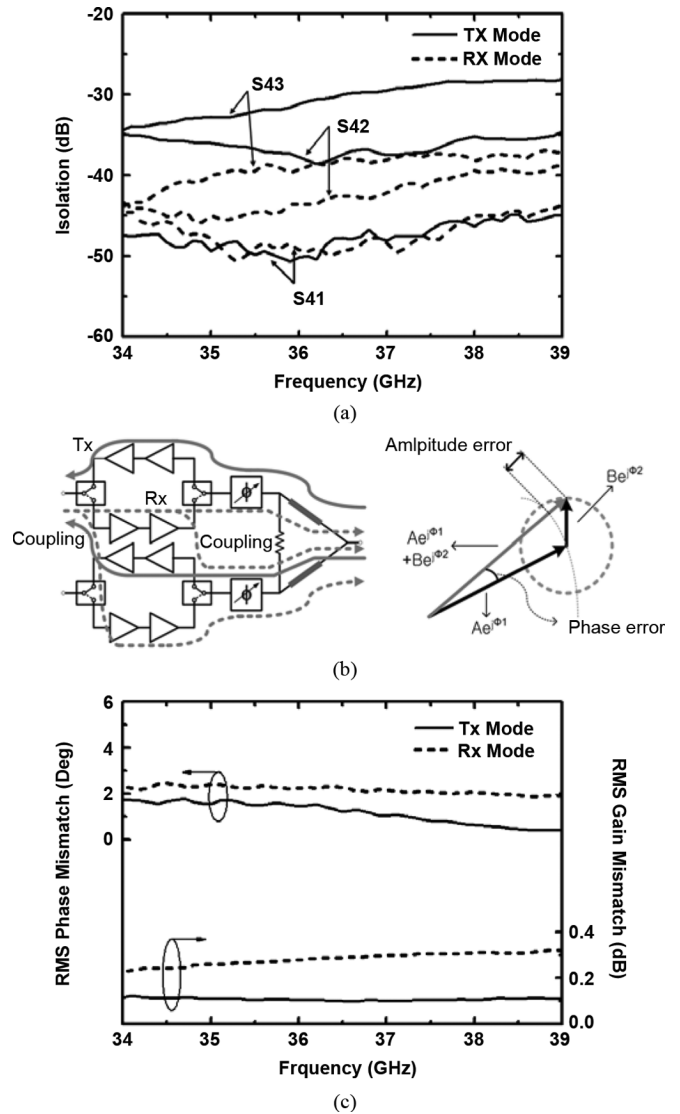 (a)
-20
-30
-40
-50
-60
Isolation (dB)
TX Mode
RX Mode
S43
S42
S41
34 35 36 37 38 39
Frequency (GHz)
(a)
Tx
Rx
Coupling
Coupling
ϕ
ϕ
Amlpitude error
Be^jΦ2
Ae^jΦ1
+Be^jΦ2
Ae^jΦ1
Phase error
(b)
6
4
2
0
RMS Phase Mismatch (Deg)
Tx Mode
Rx Mode
0.4
0.2
0.0
RMS Gain Mismatch (dB)
34 35 36 37 38 39
Frquency (GHz)
(c)